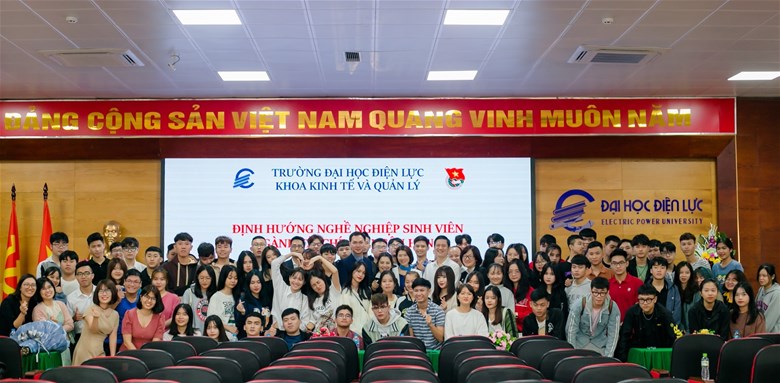 ĐẢNG CỘNG SẢN VIỆT NAM QUANG VINH MUÔN NĂM
TRƯỜNG ĐẠI HỌC ĐIỆN LỰC
KHOA KINH TẾ VÀ QUẢN LÝ
ĐỊNH HƯỚNG NGHỀ NGHIỆP SINH VIÊN
ĐẠI HỌC ĐIỆN LỰC
ELECTRIC POWER UNIVERSITY